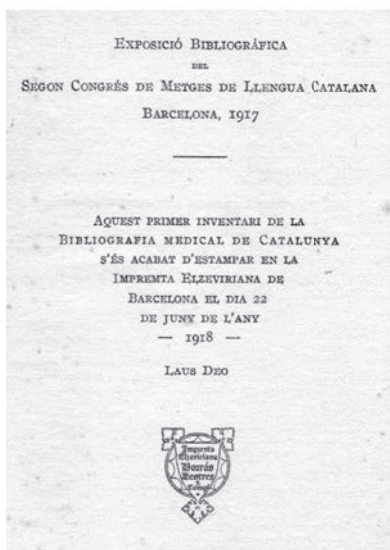 EXPOSICIÓ BIBLIOGRÀFICA
DEL
SEGON CONGRÉS DE METGES DE LLENGUA CATALANA
BARCELONA, 1917
AQUEST PRIMER INVENTARI DE LA
BIBLIOGRAFIA MEDICAL DE CATALUNYA
S'ÉS ACABAT D'ESTAMPAR EN LA
IMPREMTA ELZEVIRIANA DE
BARCELONA EL DIA 22
DE JUNY DE L'ANY
— 1918 —
LAUS DEO
Impremta
Elzeviriana
Borràs
Mestres